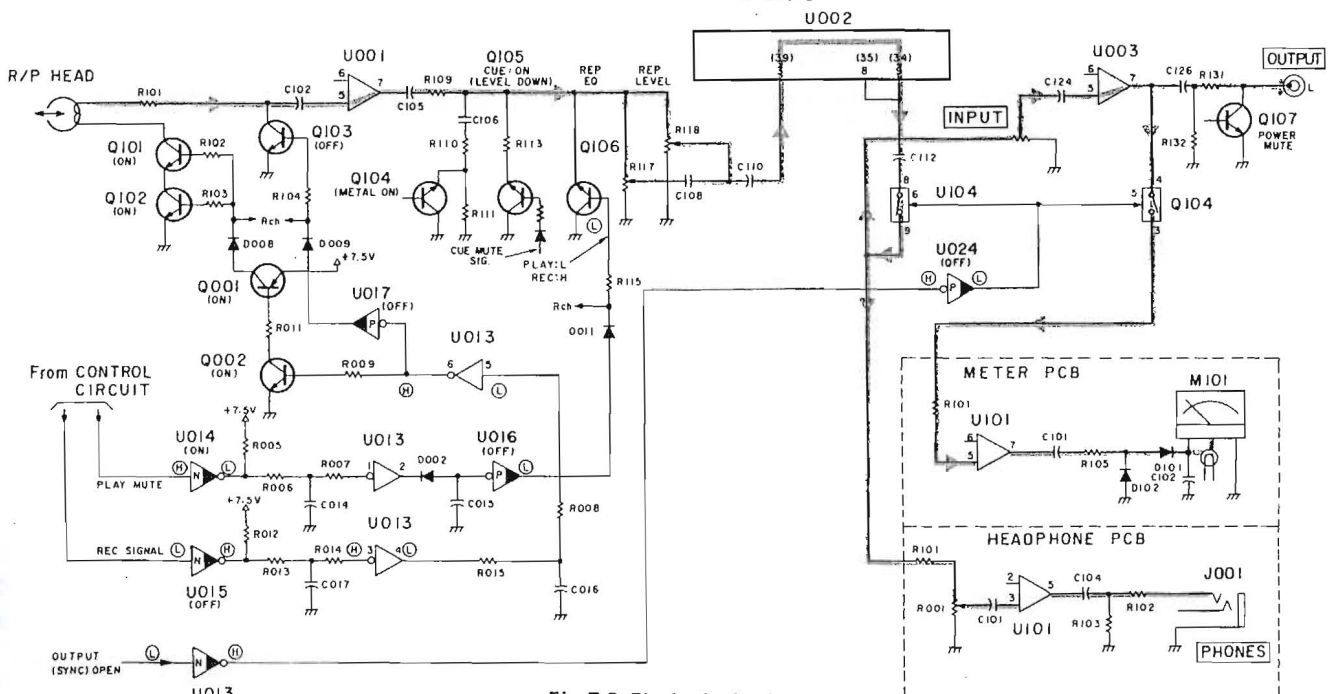 U002
(39) (35) (34)
8
U001
Q105
CUE/ON
(LEVEL DOWN)
REP
EQ
REP
LEVEL
U003
OUTPUT
R/P HEAD
R101
C102
6
5
7
R109
C105
C106
R110
R113
Q106
R118
R117
C108
C110
C112
INPUT
C124
6
5
7
C126
R131
L
R132
Q107
POWER
MUTE
Q101
(ON)
R102
Q103
(OFF)
Q102
(ON)
R103
R104
Rch
Q104
(METAL ON)
R111
CUE MUTE
SIG.
L
PLAY:L
REC:H
8
6
9
U104
4
5
3
Q104
D008
D009
+7.5V
Q001
(ON)
R011
U017
(OFF)
P
U013
6
5
Rch
R115
D011
U024
(OFF)
H
P
L
Q002
(ON)
R009
H
L
From CONTROL
CIRCUIT
+7.5V
U014
(ON)
R005
H
N
L
PLAY MUTE
R006
R007
U013
1
2
D002
U016
(OFF)
P
L
C014
C015
R008
+7.5V
R012
U013
REC SIGNAL
L
N
H
R013
R014
H
3
4
L
R015
U015
(OFF)
C017
C016
OUTPUT
(SYNC) OPEN
L
N
H
U013
METER PCB
M101
R101
U101
6
5
7
C101
R105
D101
C102
D102
HEADPHONE PCB
R101
R001
C101
2
3
5
U101
C104
R103
R102
J001
PHONES